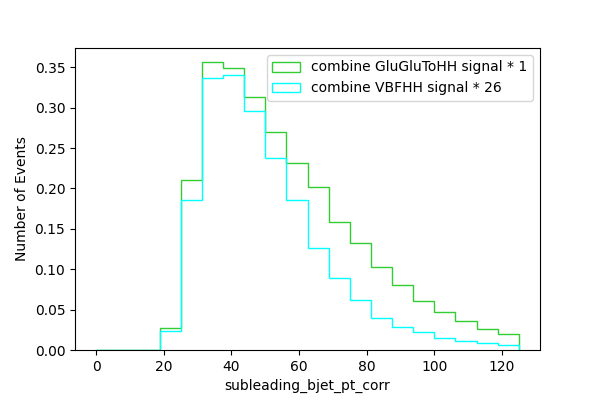 combine GluGluToHH signal * 1
combine VBFHH signal * 26
Number of Events
0.35
0.30
0.25
0.20
0.15
0.10
0.05
0.00
0 20 40 60 80 100 120
subleading_bjet_pt_corr